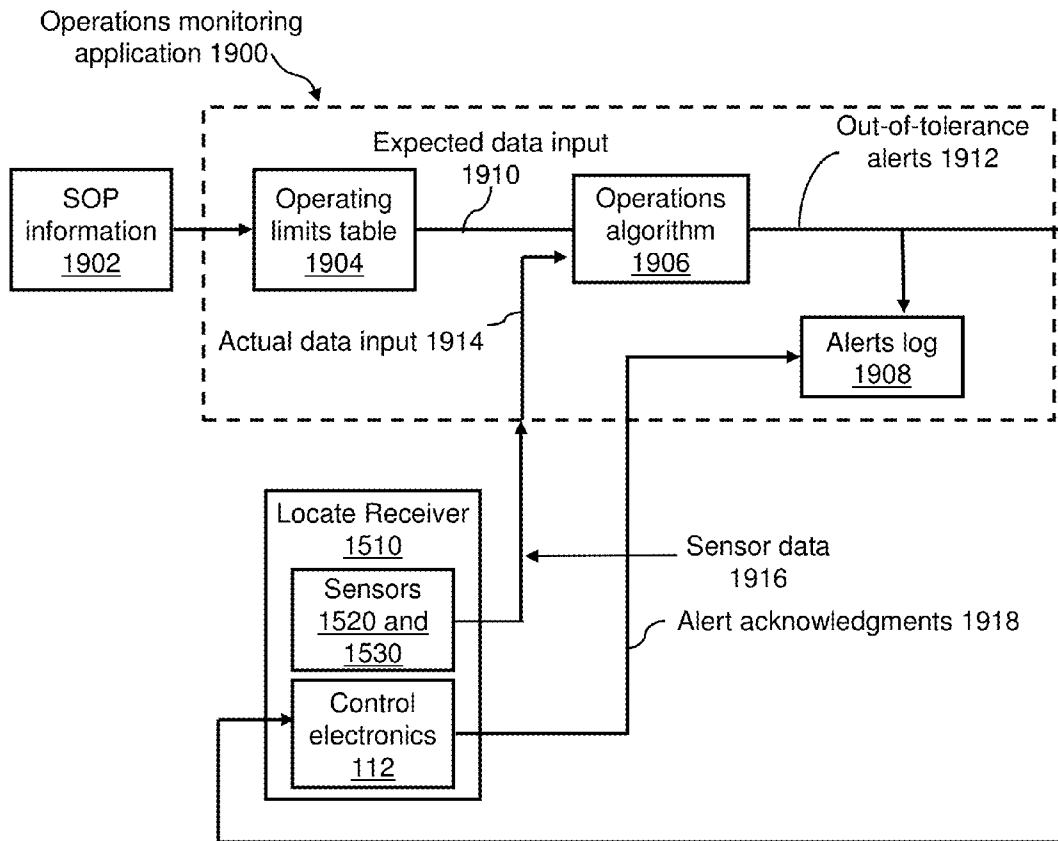 Operations monitoring
application 1900
Out-of-tolerance
alerts 1912
Expected data input
1910
SOP
information
1902
Operating
limits table
1904
Operations
algorithm
1906
Actual data input 1914
Alerts log
1908
Locate Receiver
1510
Sensors
1520 and
1530
Sensor data
1916
Alert acknowledgments 1918
Control
electronics
112